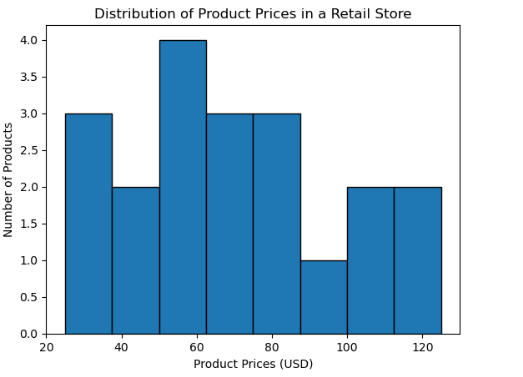 Distribution of Product Prices in a Retail Store
4.0
3.5
3.0
2.5
2.0
1.5
1.0
0.5
0.0
Number of Products
20 40 60 80 100 120
Product Prices (USD)